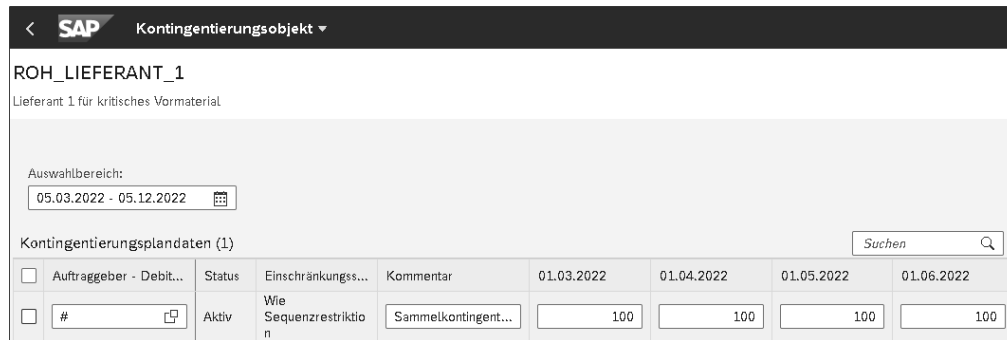 SAP Kontingentierungsobjekt
ROH_LIEFERANT_1
Lieferant 1 für kritisches Vormaterial
Auswahlbereich:
05.03.2022 - 05.12.2022
Kontingentierungsplandaten (1)
Suchen
Auftraggeber - Debit... Status Einschränkungss... Kommentar 01.03.2022 01.04.2022 01.05.2022 01.06.2022
# Aktiv Wie Sequenzrestriktio n Sammelkontingent... 100 100 100 100